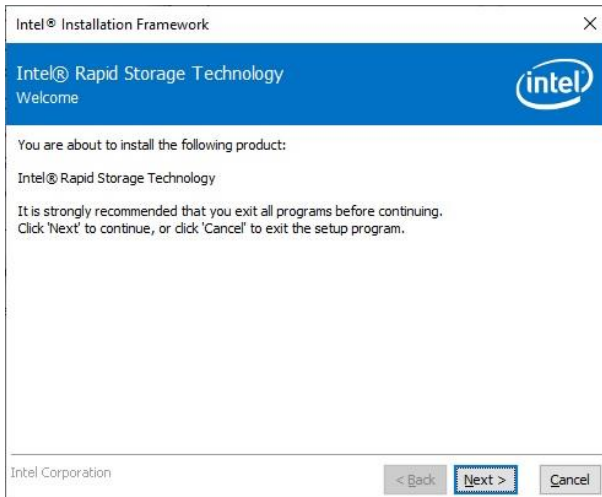 Intel® Installation Framework
Intel® Rapid Storage Technology
Welcome
intel
You are about to install the following product:
Intel® Rapid Storage Technology
It is strongly recommended that you exit all programs before continuing.
Click 'Next' to continue, or click 'Cancel' to exit the setup program.
Intel Corporation
< Back Next > Cancel